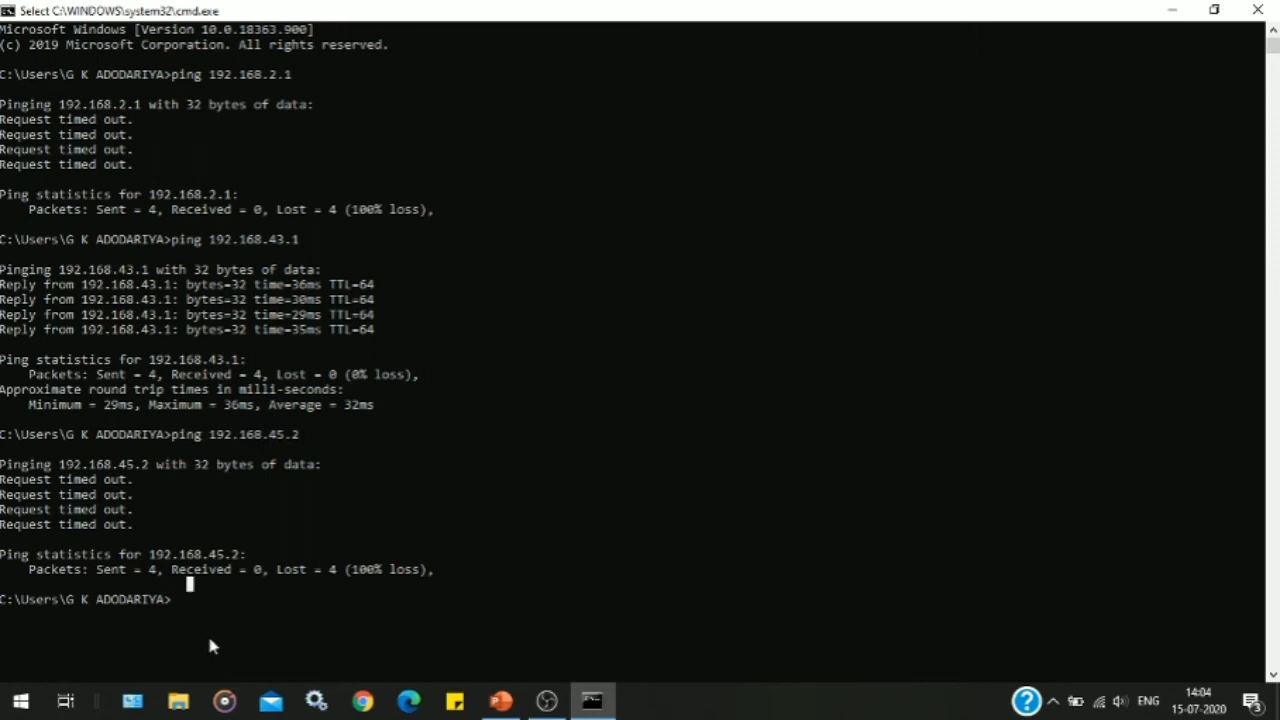 Select C:\WINDOWS\system32\cmd.exe
Microsoft Windows [Version 10.0.18363.900]
(c) 2019 Microsoft Corporation. All rights reserved.
C:\Users\G K ADODARIYA>ping 192.168.2.1
Pinging 192.168.2.1 with 32 bytes of data:
Request timed out.
Request timed out.
Request timed out.
Request timed out.
Ping statistics for 192.168.2.1:
Packets: Sent = 4, Received = 0, Lost = 4 (100% loss),
C:\Users\G K ADODARIYA>ping 192.168.43.1
Pinging 192.168.43.1 with 32 bytes of data:
Reply from 192.168.43.1: bytes=32 time=36ms TTL=64
Reply from 192.168.43.1: bytes=32 time=30ms TTL=64
Reply from 192.168.43.1: bytes=32 time=29ms TTL=64
Reply from 192.168.43.1: bytes=32 time=35ms TTL=64
Ping statistics for 192.168.43.1:
Packets: Sent = 4, Received = 4, Lost = 0 (0% loss),
Approximate round trip times in milli-seconds:
Minimum = 29ms, Maximum = 36ms, Average = 32ms
C:\Users\G K ADODARIYA>ping 192.168.45.2
Pinging 192.168.45.2 with 32 bytes of data:
Request timed out.
Request timed out.
Request timed out.
Request timed out.
Ping statistics for 192.168.45.2:
Packets: Sent = 4, Received = 0, Lost = 4 (100% loss),
C:\Users\G K ADODARIYA>
ENG
14:04
15-07-2020
3